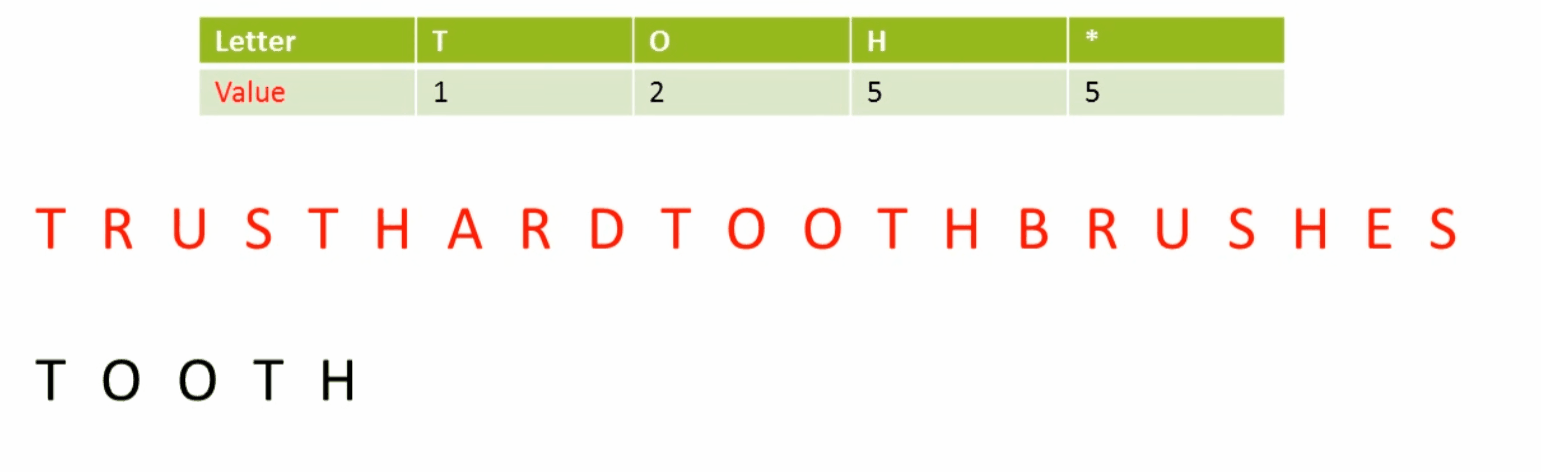 Letter T O H *
Value 1 2 5 5
T R U S T H A R D T O O T H B R U S H E S
T O O T H